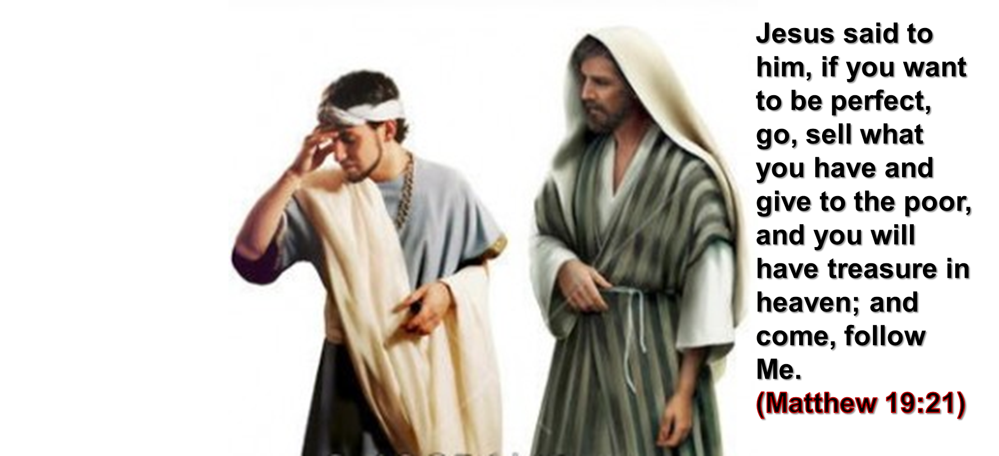 Jesus said to
him, if you want
to be perfect,
go, sell what
you have and
give to the poor,
and you will
have treasure in
heaven; and
come, follow
Me.
(Matthew 19:21)